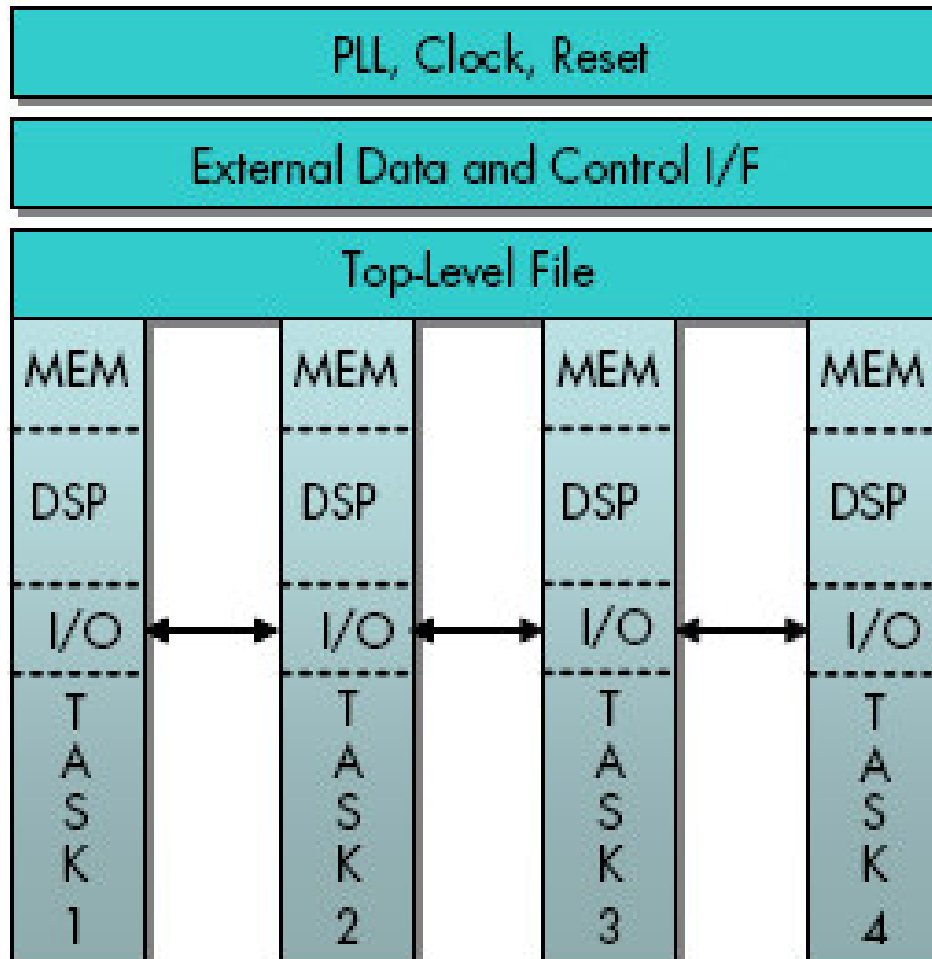 PLL, Clock, Reset
External Data and Control I/F
Top-Level File
MEM MEM MEM MEM
DSP DSP DSP DSP
I/O I/O I/O I/O
TASK 1
TASK 2
TASK 3
TASK 4